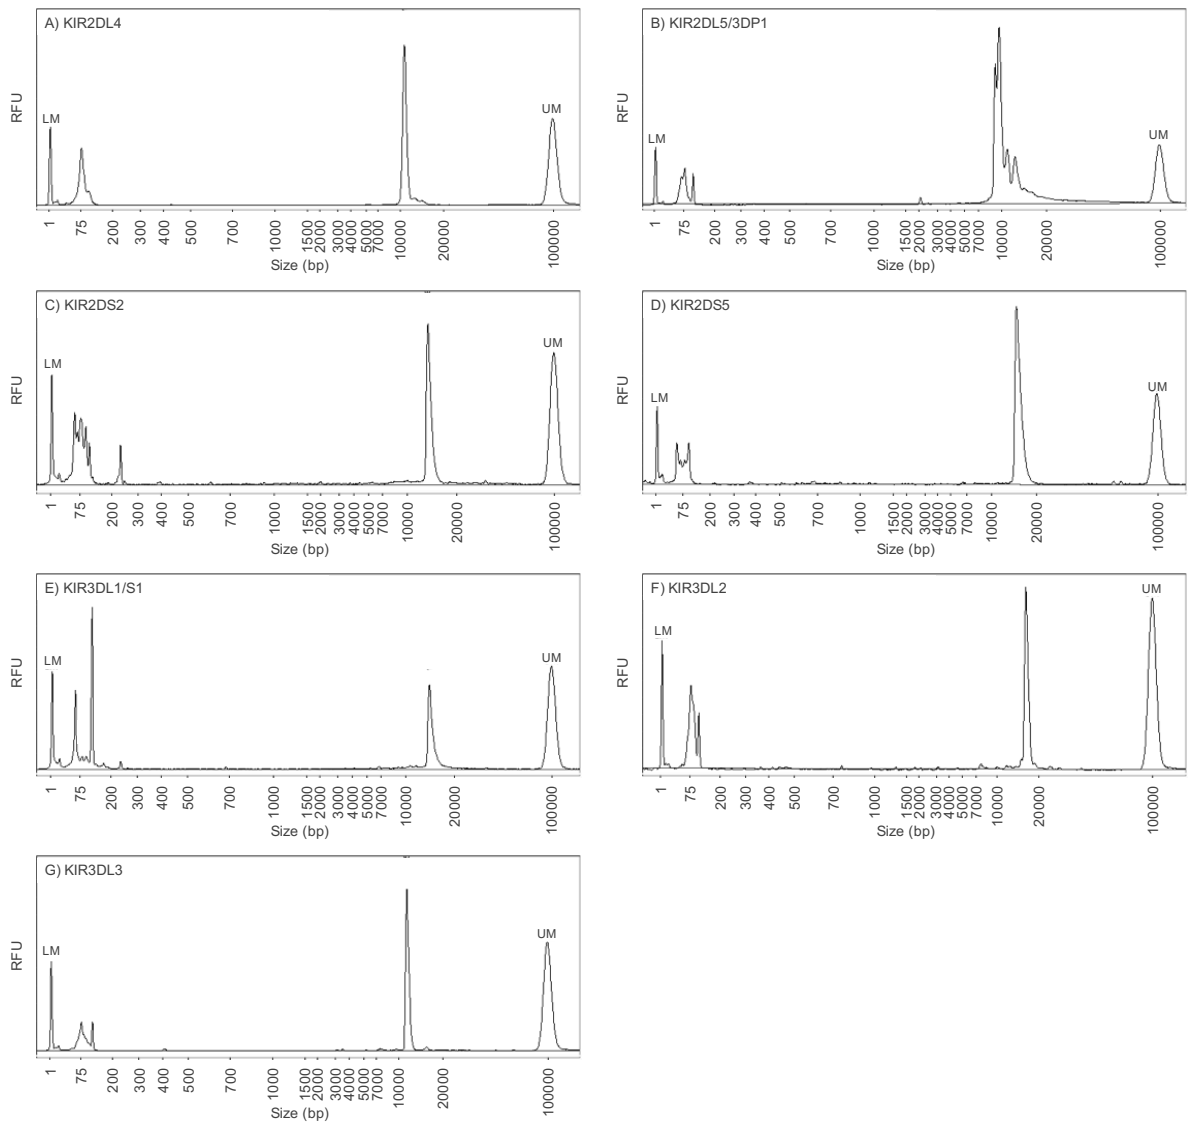 A) KIR2DL4
RFU
LM
UM
1 75 200 300 400 500 700 1000 1500 2000 3000 4000 5000 7000 10000 20000 100000
Size (bp)
B) KIR2DL5/3DP1
RFU
LM
UM
1 75 200 300 400 500 700 1000 1500 2000 3000 4000 5000 7000 10000 20000 100000
Size (bp)
C) KIR2DS2
RFU
LM
UM
1 75 200 300 400 500 700 1000 1500 2000 3000 4000 5000 7000 10000 20000 100000
Size (bp)
D) KIR2DS5
RFU
LM
UM
1 75 200 300 400 500 700 1000 1500 2000 3000 4000 5000 7000 10000 20000 100000
Size (bp)
E) KIR3DL1/S1
RFU
LM
UM
1 75 200 300 400 500 700 1000 1500 2000 3000 4000 5000 7000 10000 20000 100000
Size (bp)
F) KIR3DL2
RFU
LM
UM
1 75 200 300 400 500 700 1000 1500 2000 3000 4000 5000 7000 10000 20000 100000
Size (bp)
G) KIR3DL3
RFU
LM
UM
1 75 200 300 400 500 700 1000 1500 2000 3000 4000 5000 7000 10000 20000 100000
Size (bp)